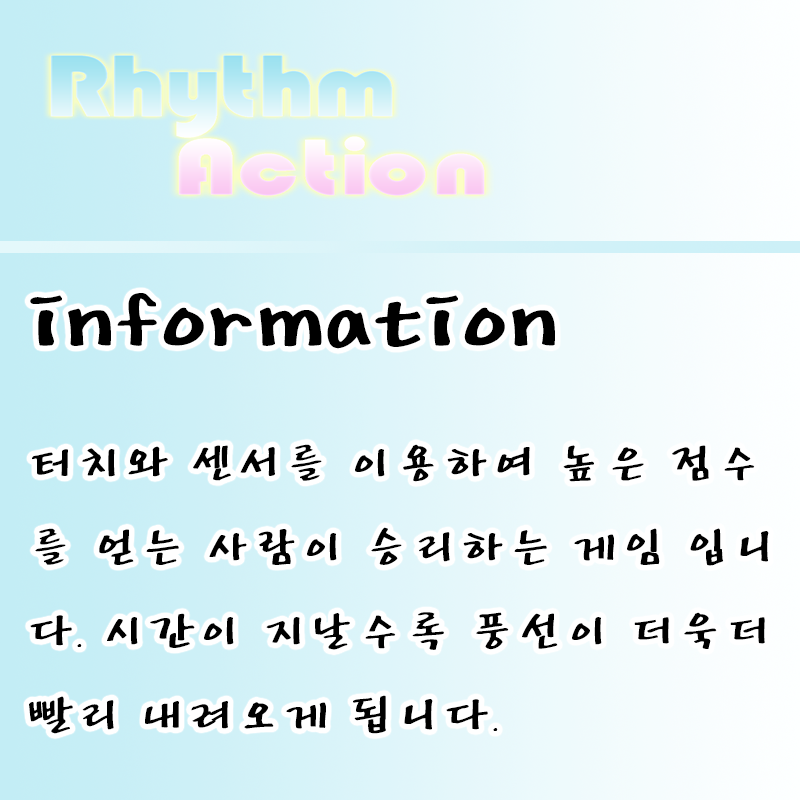 Rhythm
Action
information
터치와 센서를 이용하여 높은 점수
를 얻는 사람이 승리하는 게임 입니
다. 시간이 지날수록 풍선이 더욱더
빨리 내려오게 됩니다.